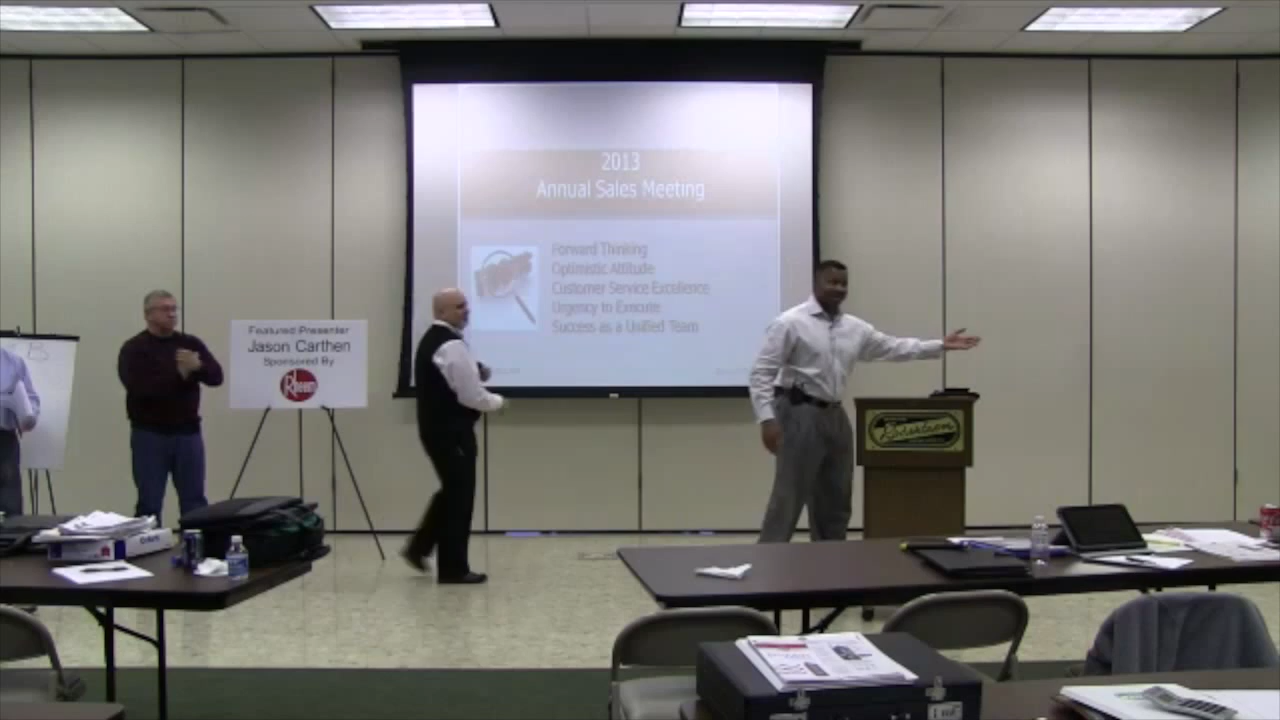 2013
Annual Sales Meeting
Forward Thinking
Optimistic Attitude
Customer Service Excellence
Urgency to Execute
Success as a Unified Team
Featured Presenter
Jason Carthen
Sponsored By
Rheem